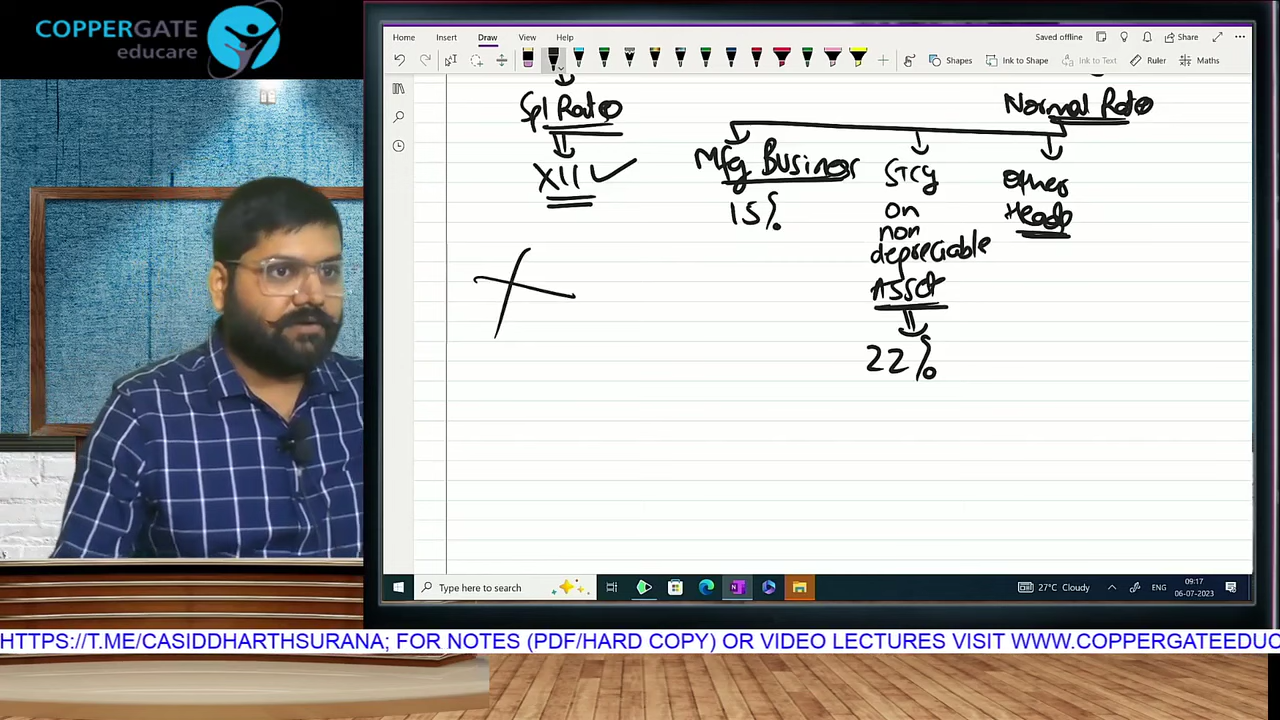 COPPERGATE
educare
Home Insert Draw View Help
Saved offline
Share
Shapes
Ink to Shape
Ink to Text
Ruler
Maths
Spl Rate
XII
Normal Rate
Mfg Business
15%
STCG
on
non
depreciable
Asset
22%
Other
Heads
Type here to search
27°C Cloudy
ENG
09:17
06-07-2023
HTTPS://T.ME/CASIDDHARTHSURANA; FOR NOTES (PDF/HARD COPY) OR VIDEO LECTURES VISIT WWW.COPPERGATEEDUC